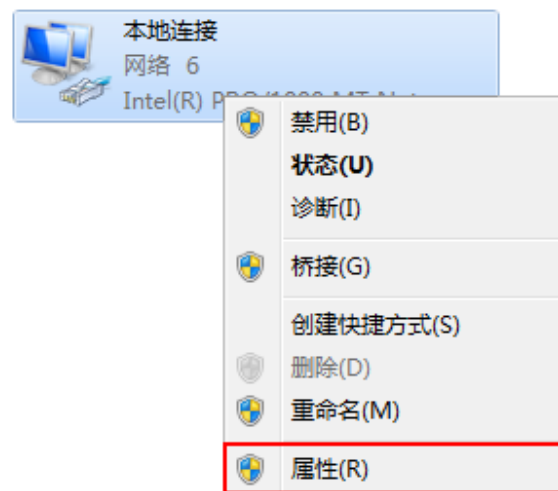 本地连接
网络 6
Intel(R)
禁用(B)
状态(U)
诊断(I)
桥接(G)
创建快捷方式(S)
删除(D)
重命名(M)
属性(R)